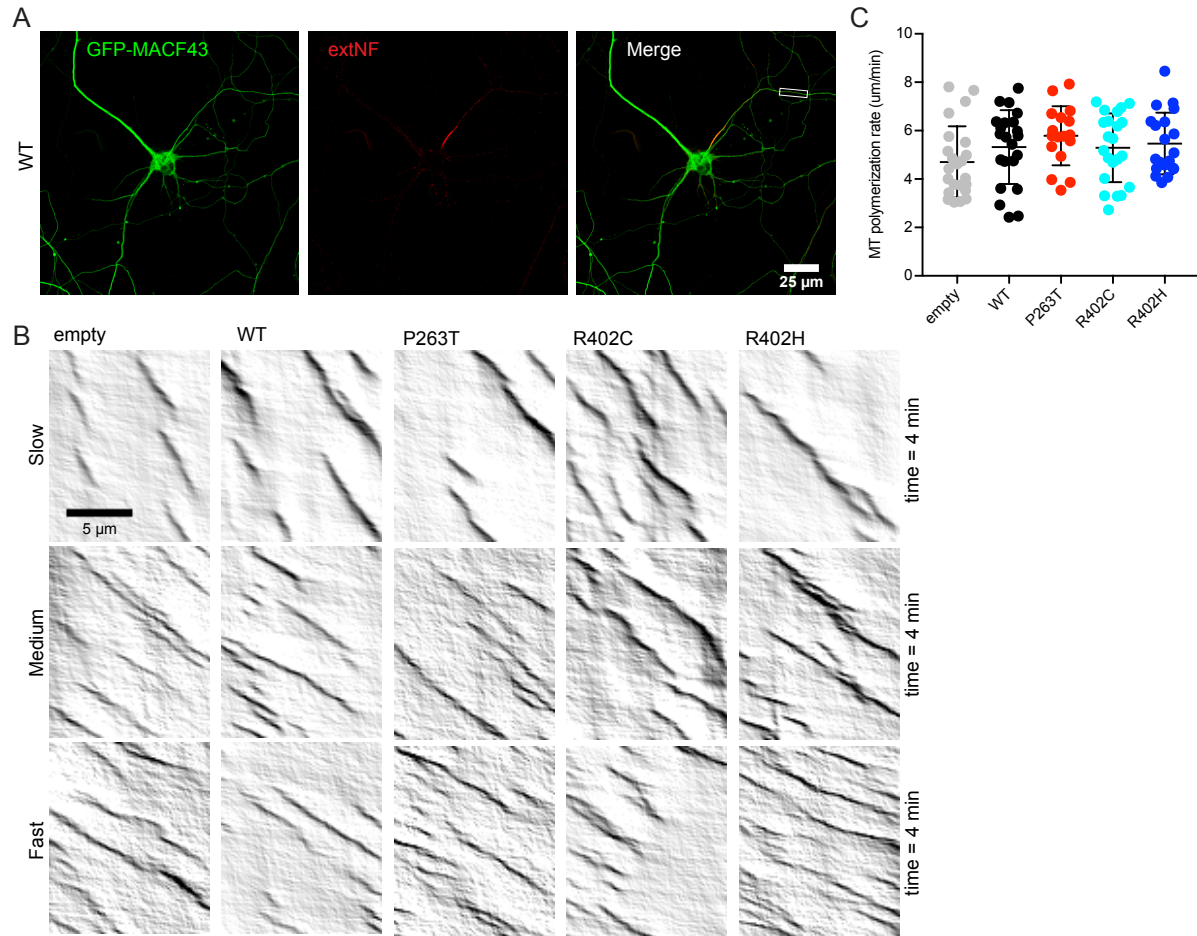 A
GFP-MACF43
extNF
Merge
WT
25 µm
C
MT polymerization rate (um/min)
10
8
6
4
2
0
empty
WT
P263T
R402C
R402H
B
empty
WT
P263T
R402C
R402H
Slow
5 µm
time = 4 min
Medium
time = 4 min
Fast
time = 4 min